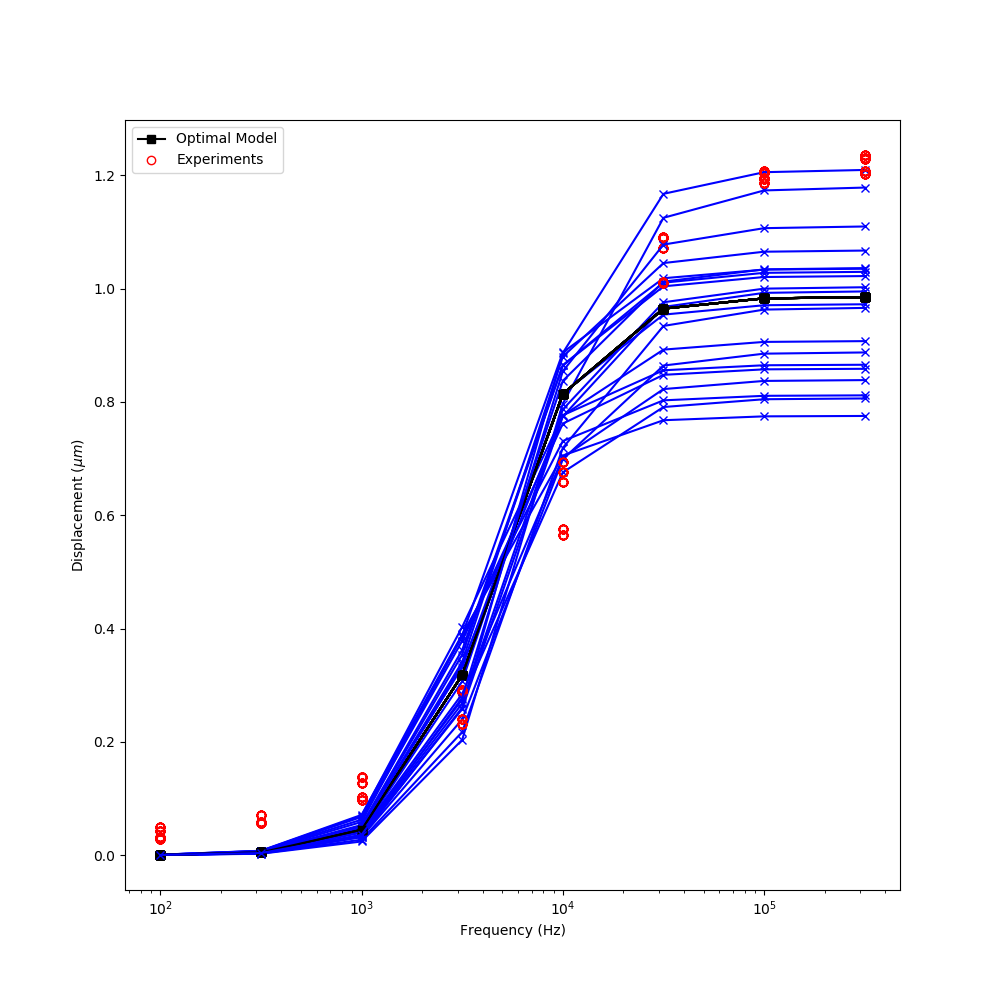 Optimal Model
Experiments
1.2
1.0
0.8
0.6
0.4
0.2
0.0
Displacement (μm)
10²
10³
10⁴
10⁵
Frequency (Hz)